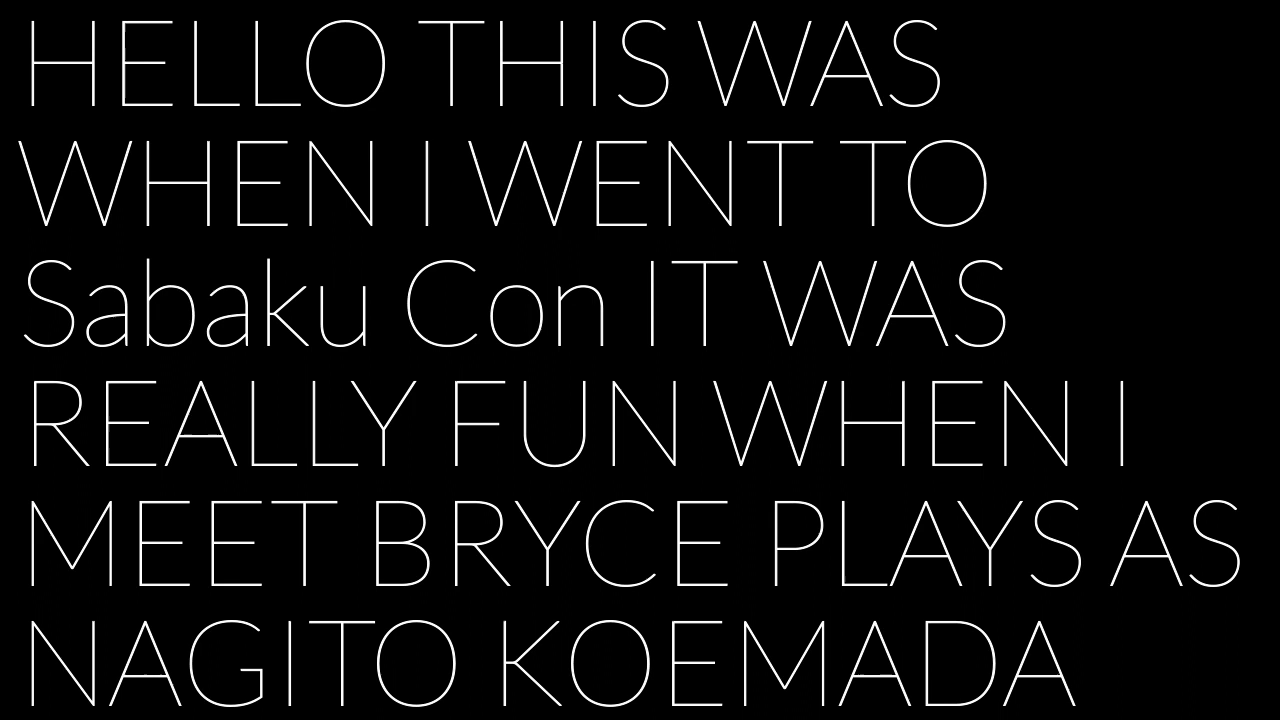 HELLO THIS WAS
WHEN I WENT TO
Sabaku Con IT WAS
REALLY FUN WHEN I
MEET BRYCE PLAYS AS
NAGITO KOEMADA